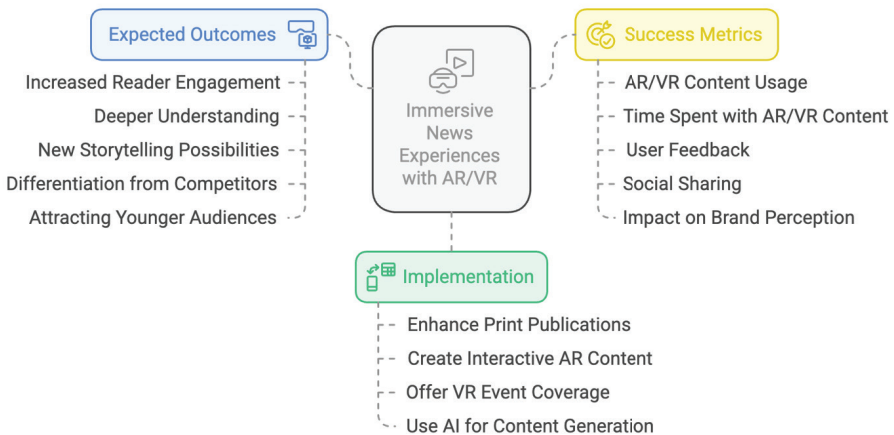 Expected Outcomes
Increased Reader Engagement
Deeper Understanding
New Storytelling Possibilities
Differentiation from Competitors
Attracting Younger Audiences
Immersive
News
Experiences
with AR/VR
Success Metrics
AR/VR Content Usage
Time Spent with AR/VR Content
User Feedback
Social Sharing
Impact on Brand Perception
Implementation
Enhance Print Publications
Create Interactive AR Content
Offer VR Event Coverage
Use AI for Content Generation